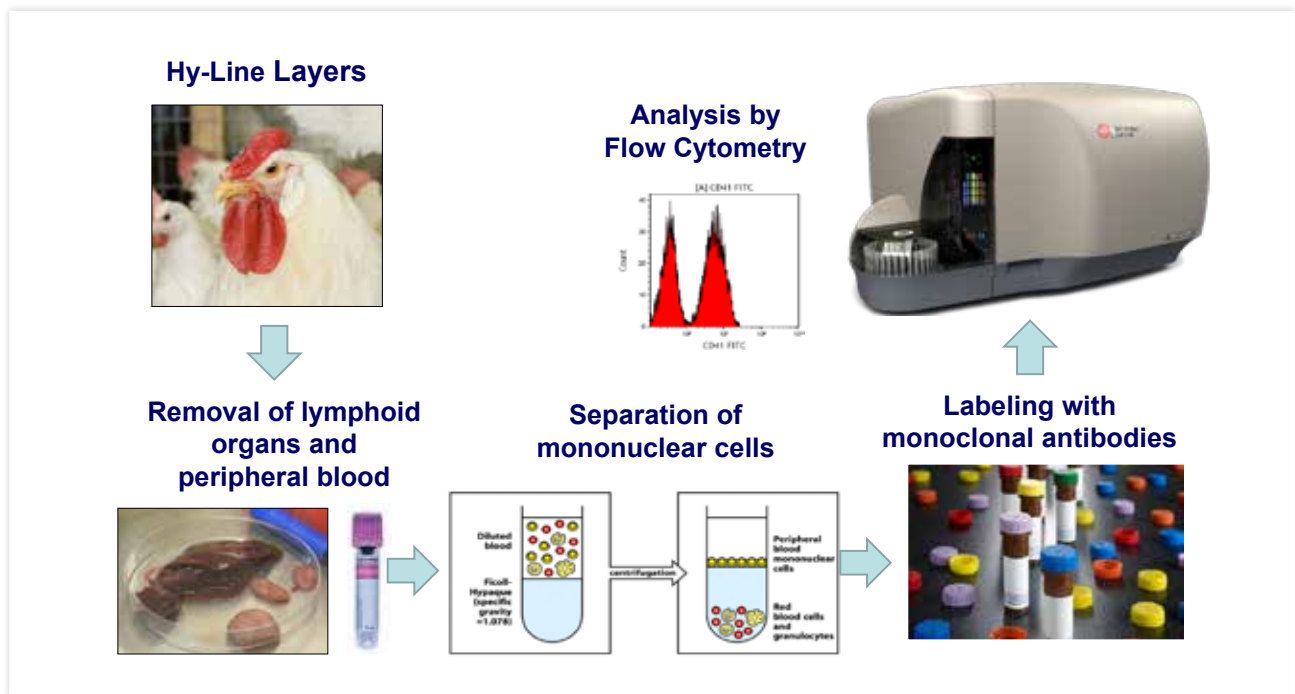 Hy-Line Layers
Removal of lymphoid
organs and
peripheral blood
Diluted
blood
Ficoll-
Hypaque
(specific
gravity
=1.078)
Separation of
mononuclear cells
centrifugation
Peripheral
blood
mononuclear
cells
Red
blood cells
and
granulocytes
Labeling with
monoclonal antibodies
Analysis by
Flow Cytometry
[A] CD41 FITC
Count
CD41 FITC